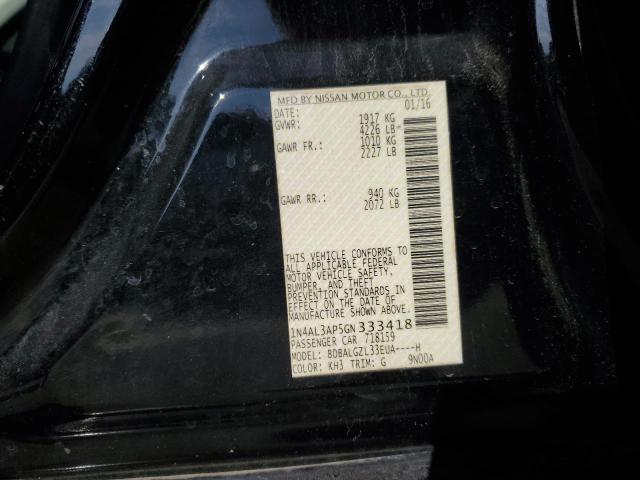 MFD BY NISSAN MOTOR CO., LTD.
DATE: 01/16
GVWR: 1917 KG
4226 LB
GAWR FR.: 1010 KG
2227 LB
GAWR RR.: 940 KG
2072 LB
THIS VEHICLE CONFORMS TO
ALL APPLICABLE FEDERAL
MOTOR VEHICLE SAFETY,
BUMPER, AND THEFT
PREVENTION STANDARDS IN
EFFECT ON THE DATE OF
MANUFACTURE SHOWN ABOVE.
1N4AL3AP5GN333418
PASSENGER CAR 718159
MODEL: BDBALGZL33EUA----H
COLOR: KH3 TRIM: G 9N00A